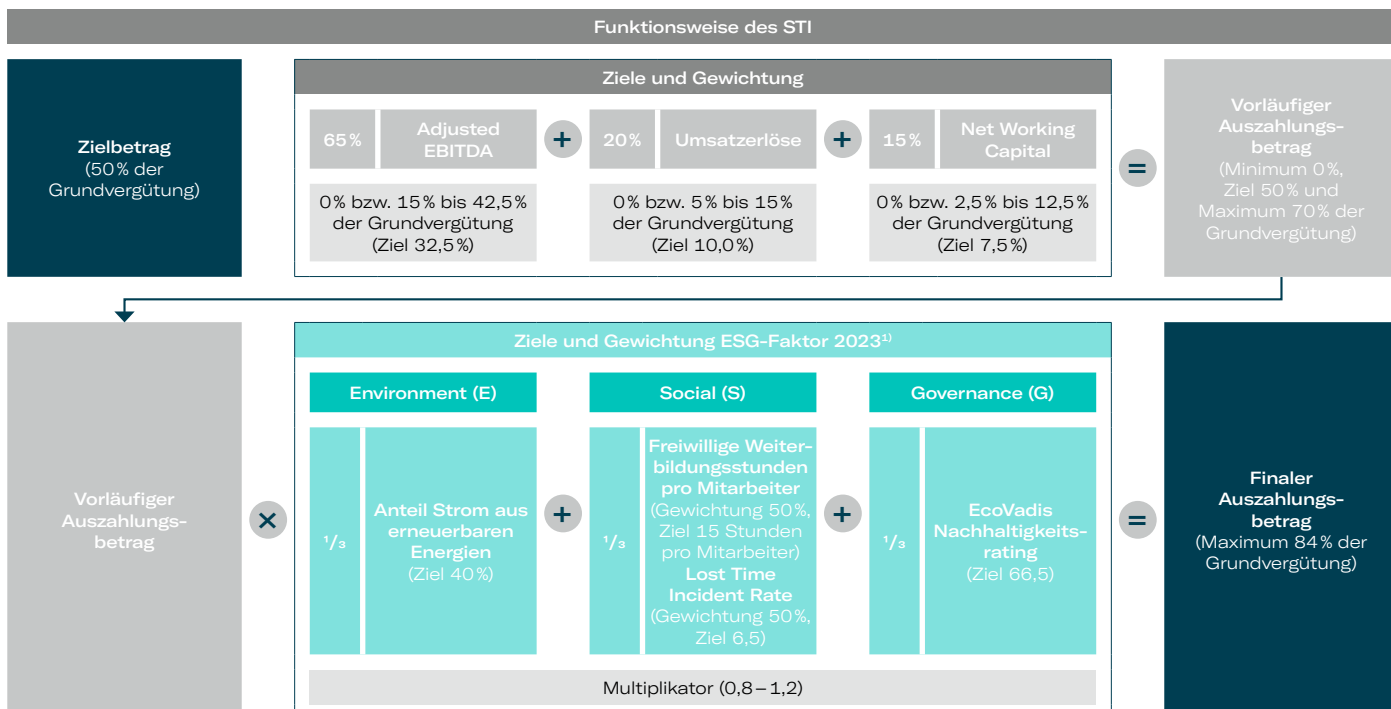 Funktionsweise des STI
Zielbetrag
(50 % der
Grundvergütung)
Ziele und Gewichtung
65 %
Adjusted
EBITDA
+
20 %
Umsatzerlöse
+
15 %
Net Working
Capital
0 % bzw. 15 % bis 42,5 %
der Grundvergütung
(Ziel 32,5 %)
0 % bzw. 5 % bis 15 %
der Grundvergütung
(Ziel 10,0 %)
0 % bzw. 2,5 % bis 12,5 %
der Grundvergütung
(Ziel 7,5 %)
=
Vorläufiger
Auszahlungs-
betrag
(Minimum 0 %,
Ziel 50 % und
Maximum 70 % der
Grundvergütung)
Vorläufiger
Auszahlungs-
betrag
×
Ziele und Gewichtung ESG-Faktor 2023¹⁾
Environment (E)
Social (S)
Governance (G)
¹/₃
Anteil Strom aus
erneuerbaren
Energien
(Ziel 40 %)
+
¹/₃
Freiwillige Weiter-
bildungsstunden
pro Mitarbeiter
(Gewichtung 50 %,
Ziel 15 Stunden
pro Mitarbeiter)
Lost Time
Incident Rate
(Gewichtung 50 %,
Ziel 6,5)
+
¹/₃
EcoVadis
Nachhaltigkeits-
rating
(Ziel 66,5)
Multiplikator (0,8 – 1,2)
=
Finaler
Auszahlungs-
betrag
(Maximum 84 % der
Grundvergütung)